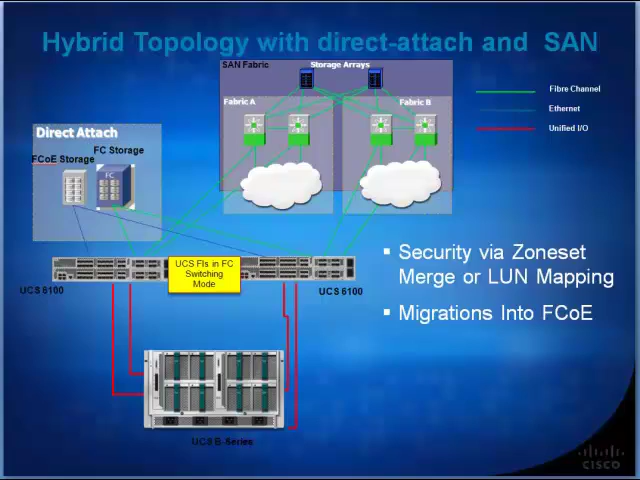 Hybrid Topology with direct-attach and SAN
SAN Fabric
Storage Arrays
Fabric A
Fabric B
Fibre Channel
Ethernet
Unified I/O
Direct Attach
FC Storage
FCoE Storage
FC
UCS FIs in FC
Switching
Mode
UCS 6100
UCS 6100
▪ Security via Zoneset
Merge or LUN Mapping
▪ Migrations Into FCoE
UCS B-Series
CISCO